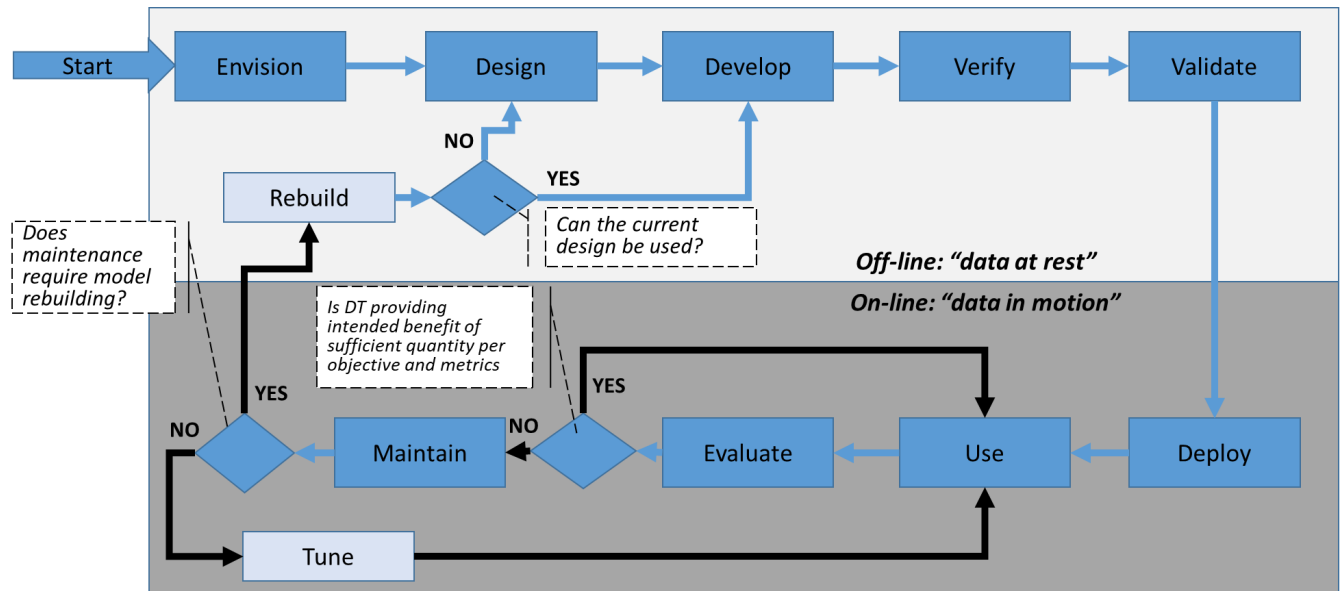 Start
Envision
Design
Develop
Verify
Validate
NO
YES
Rebuild
Can the current
design be used?
Does
maintenance
require model
rebuilding?
Off-line: “data at rest”
On-line: “data in motion”
Is DT providing
intended benefit of
sufficient quantity per
objective and metrics
YES
YES
NO
NO
Maintain
Evaluate
Use
Deploy
Tune